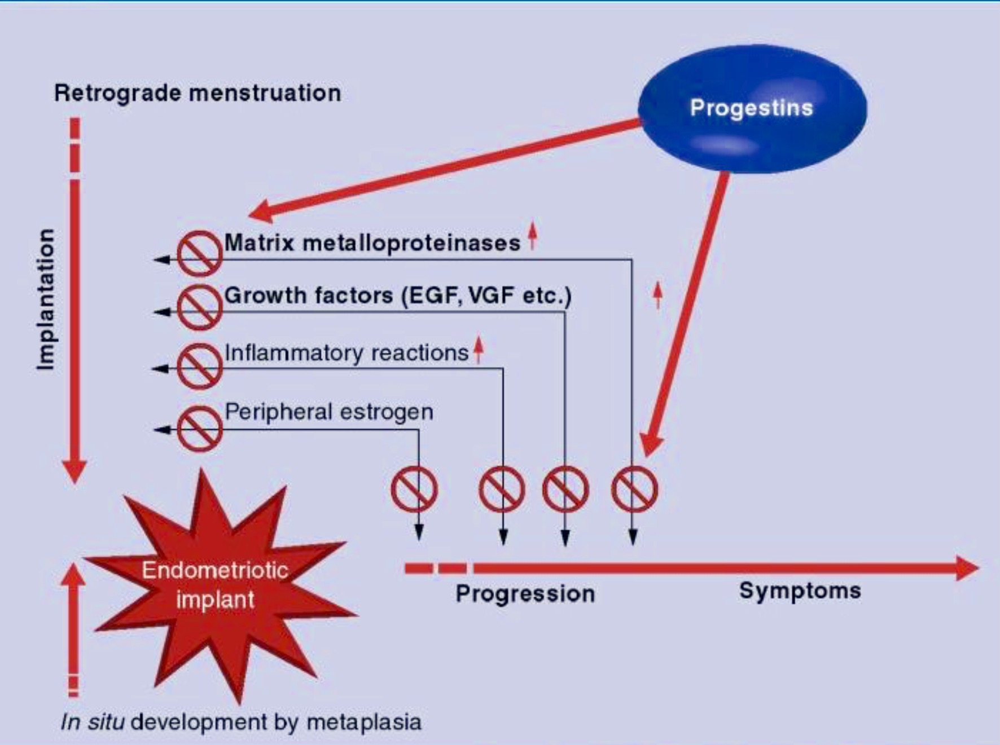 Retrograde menstruation
Progestins
Implantation
Matrix metalloproteinases
Growth factors (EGF, VGF etc.)
Inflammatory reactions
Peripheral estrogen
Endometriotic
implant
Progression
Symptoms
In situ development by metaplasia